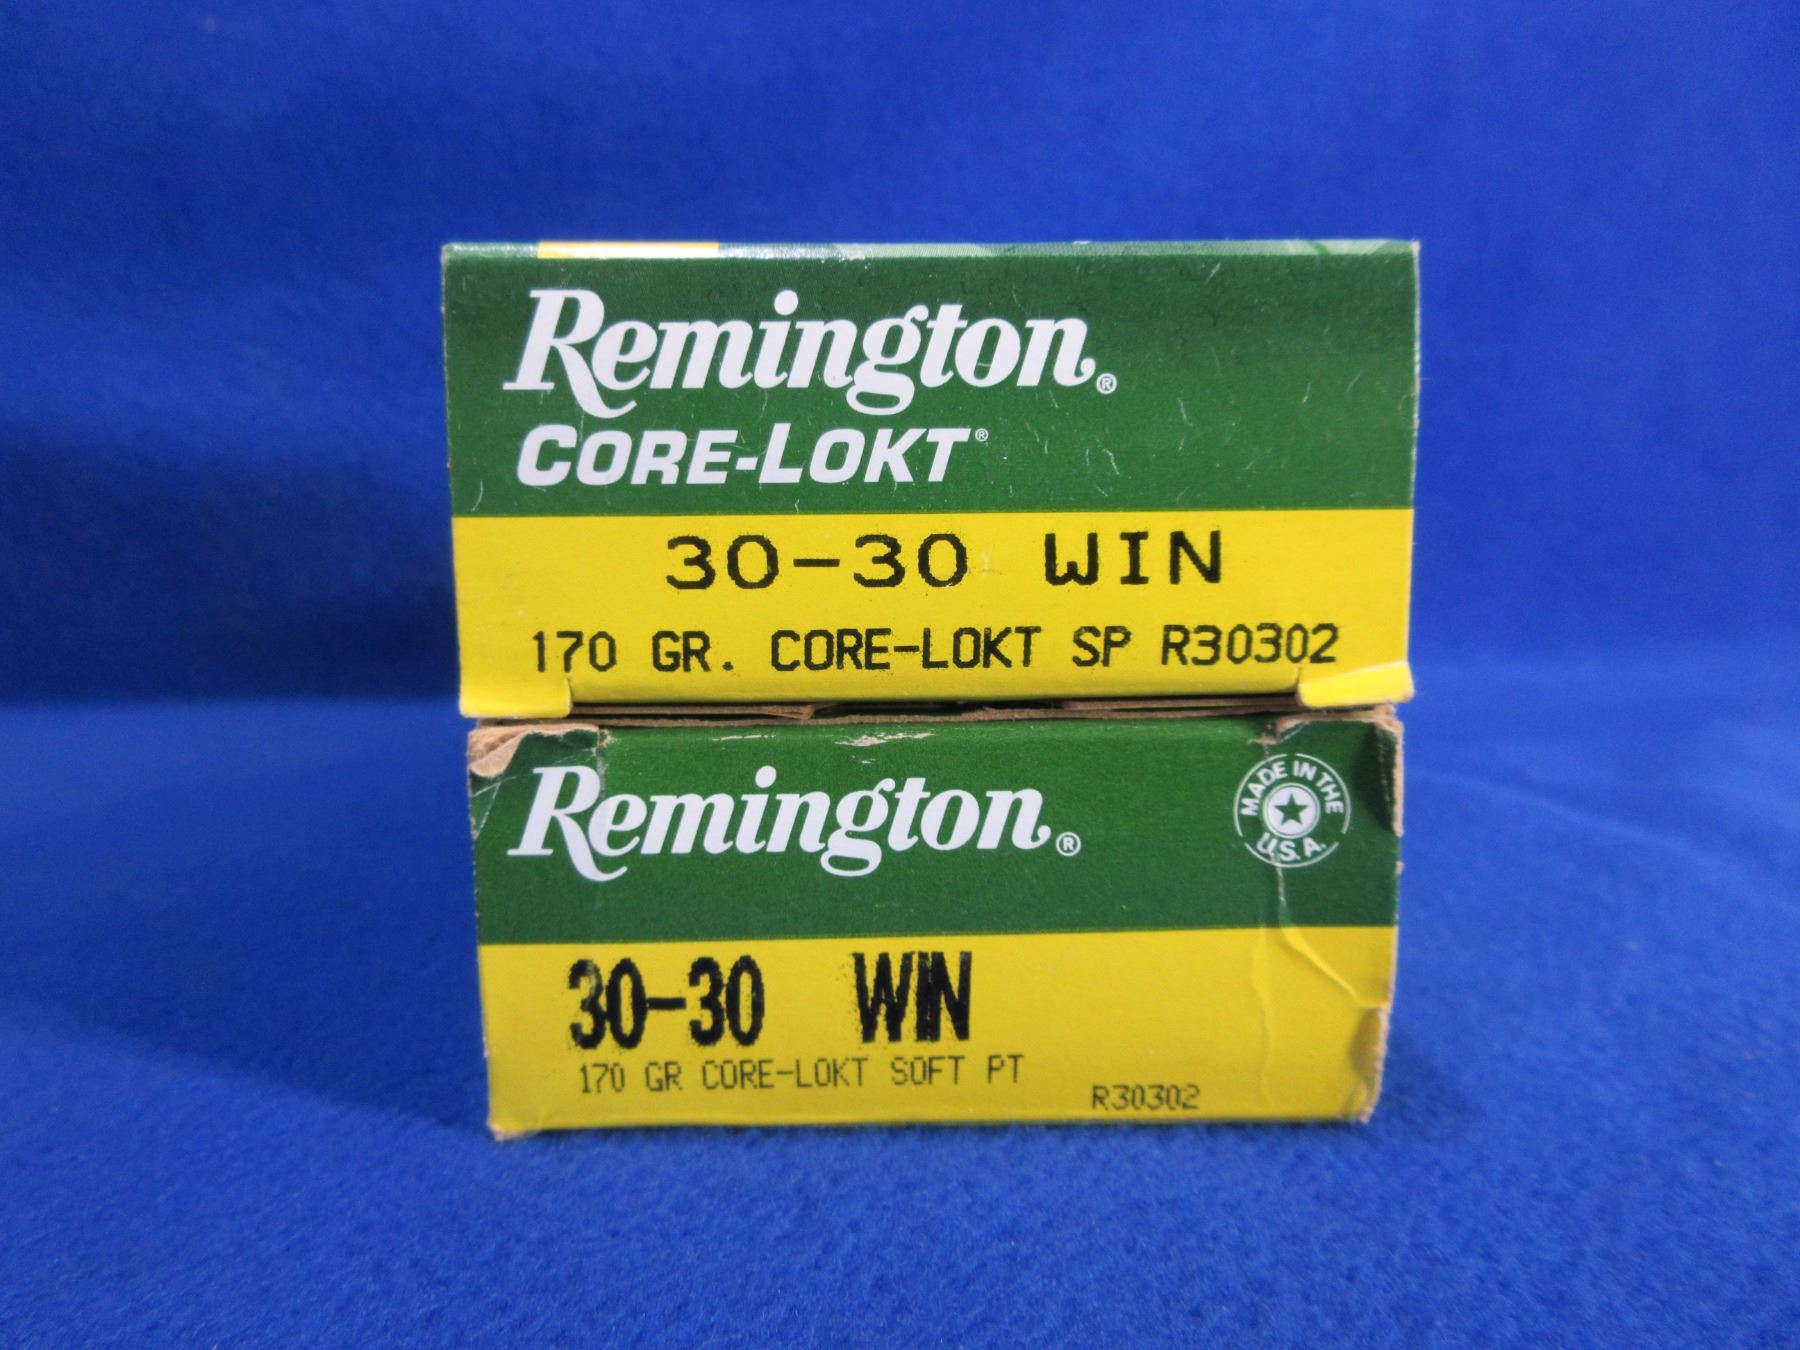 Remington®
CORE-LOKT®
30-30 WIN
170 GR. CORE-LOKT SP R30302
Remington®
MADE IN THE U.S.A.
30-30 WIN
170 GR CORE-LOKT SOFT PT
R30302